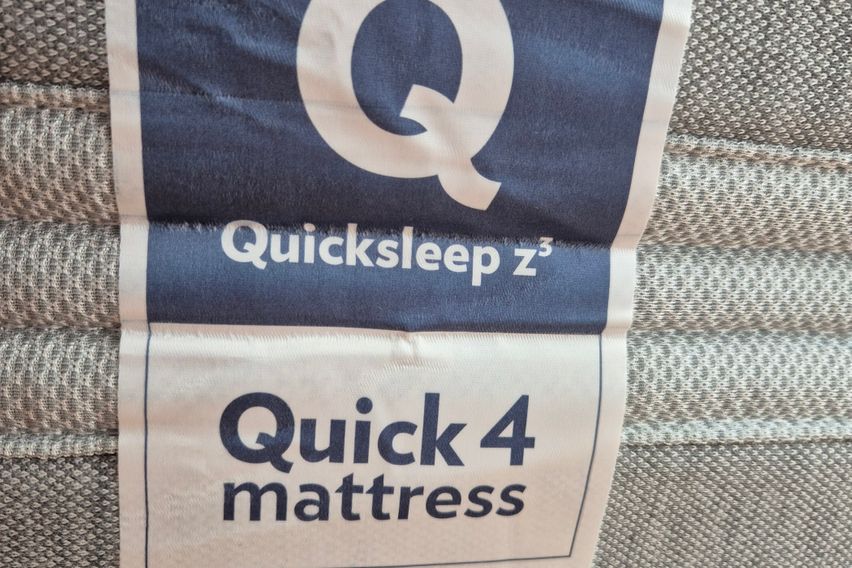 Q
Quicksleep z³
Quick 4
mattress